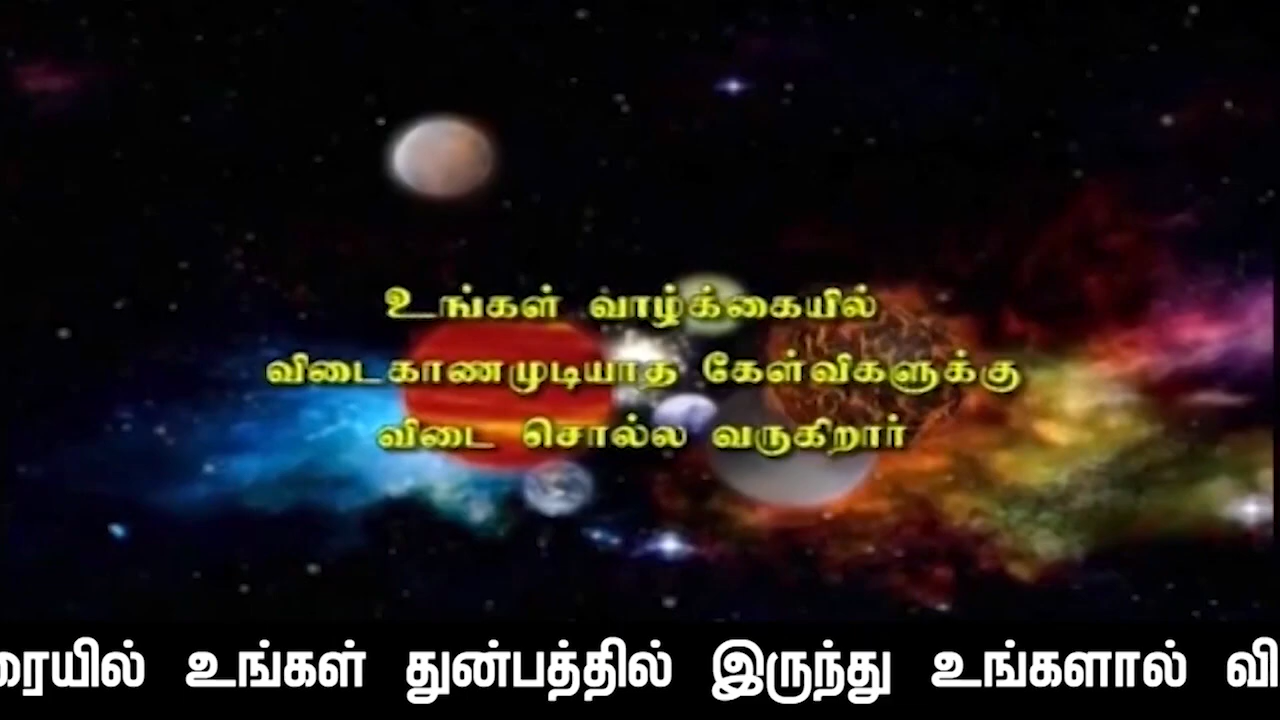 உங்கள் வாழ்க்கையில்
விடைகாணமுடியாத கேள்விகளுக்கு
விடை சொல்ல வருகிறார்
உங்கள் துன்பத்தில் இருந்து உங்களால்